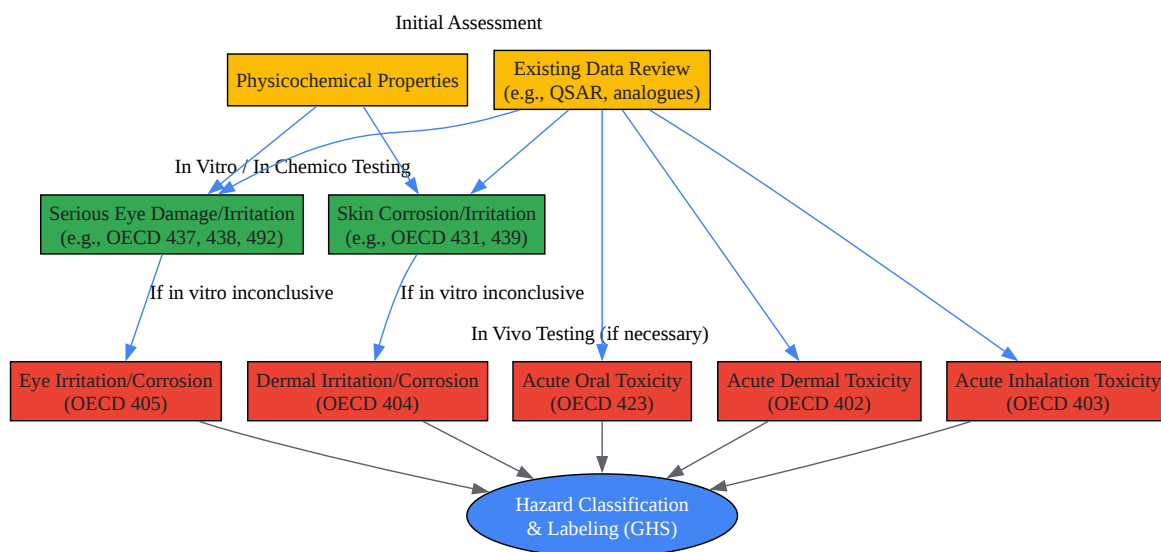 Initial Assessment
Physicochemical Properties
Existing Data Review
(e.g., QSAR, analogues)
In Vitro / In Chemico Testing
Serious Eye Damage/Irritation
(e.g., OECD 437, 438, 492)
Skin Corrosion/Irritation
(e.g., OECD 431, 439)
If in vitro inconclusive
If in vitro inconclusive
In Vivo Testing (if necessary)
Eye Irritation/Corrosion
(OECD 405)
Dermal Irritation/Corrosion
(OECD 404)
Acute Oral Toxicity
(OECD 423)
Acute Dermal Toxicity
(OECD 402)
Acute Inhalation Toxicity
(OECD 403)
Hazard Classification
& Labeling (GHS)